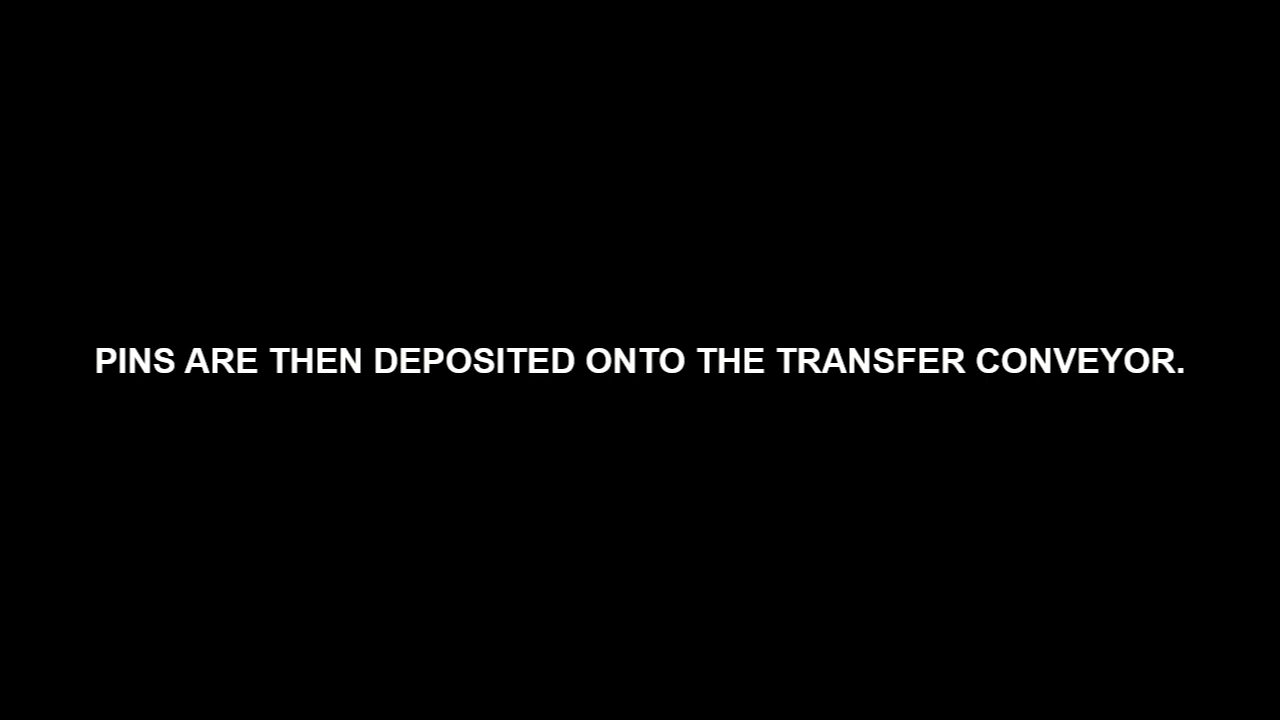 PINS ARE THEN DEPOSITED ONTO THE TRANSFER CONVEYOR.